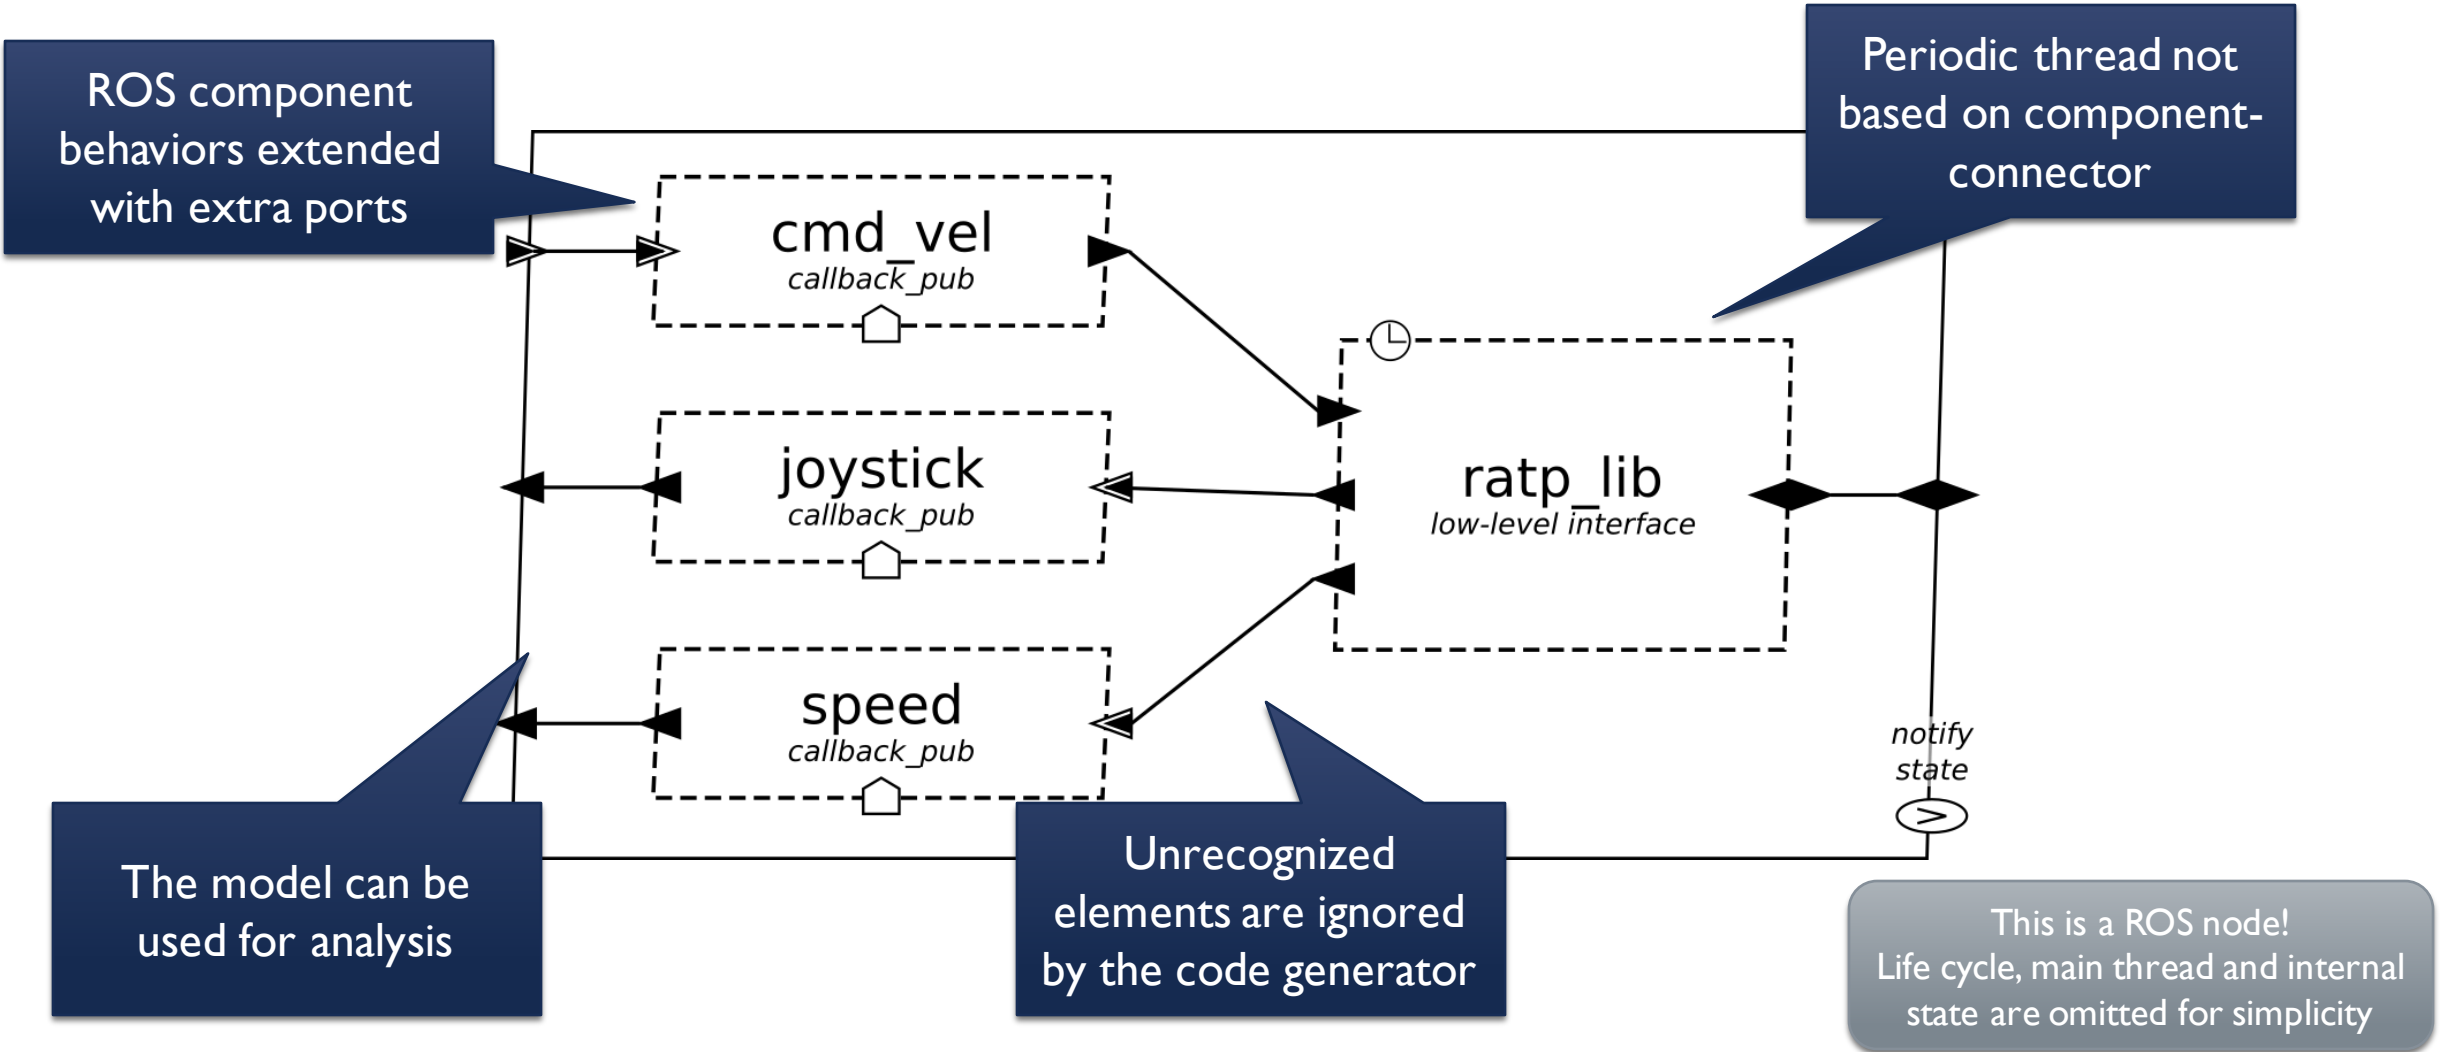 ROS component
behaviors extended
with extra ports
Periodic thread not
based on component-
connector
cmd_vel
callback_pub
joystick
callback_pub
ratp_lib
low-level interface
speed
callback_pub
notify
state
The model can be
used for analysis
Unrecognized
elements are ignored
by the code generator
This is a ROS node!
Life cycle, main thread and internal
state are omitted for simplicity